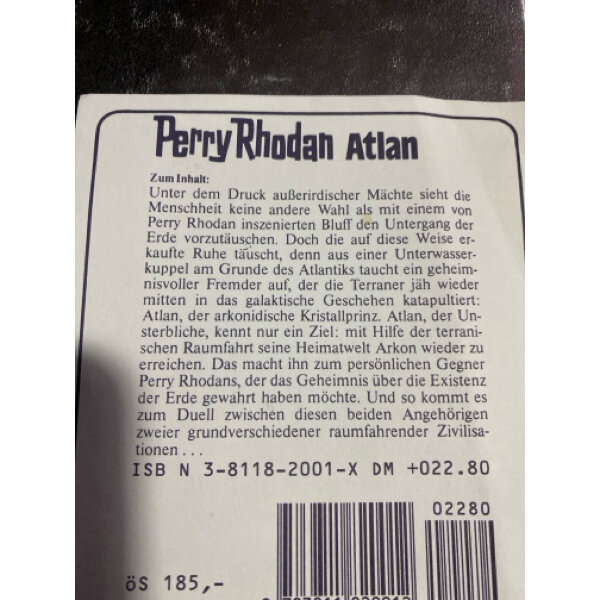 Perry Rhodan Atlan
Zum Inhalt:
Unter dem Druck außerirdischer Mächte sieht die
Menschheit keine andere Wahl als mit einem von
Perry Rhodan inszenierten Bluff den Untergang der
Erde vorzutäuschen. Doch die auf diese Weise er-
kaufte Ruhe täuscht, denn aus einer Unterwasser-
kuppel am Grunde des Atlantiks taucht ein geheim-
nisvoller Fremder auf, der die Terraner jäh wieder
mitten in das galaktische Geschehen katapultiert:
Atlan, der arkonidische Kristallprinz. Atlan, der Un-
sterbliche, kennt nur ein Ziel: mit Hilfe der terrani-
schen Raumfahrt seine Heimatwelt Arkon wieder zu
erreichen. Das macht ihn zum persönlichen Gegner
Perry Rhodans, der das Geheimnis über die Existenz
der Erde gewahrt haben möchte. Und so kommt es
zum Duell zwischen diesen beiden Angehörigen
zweier grundverschiedener raumfahrender Zivilisa-
tionen . . .
ISB N 3-8118-2001-X DM +022.80
02280
öS 185,-